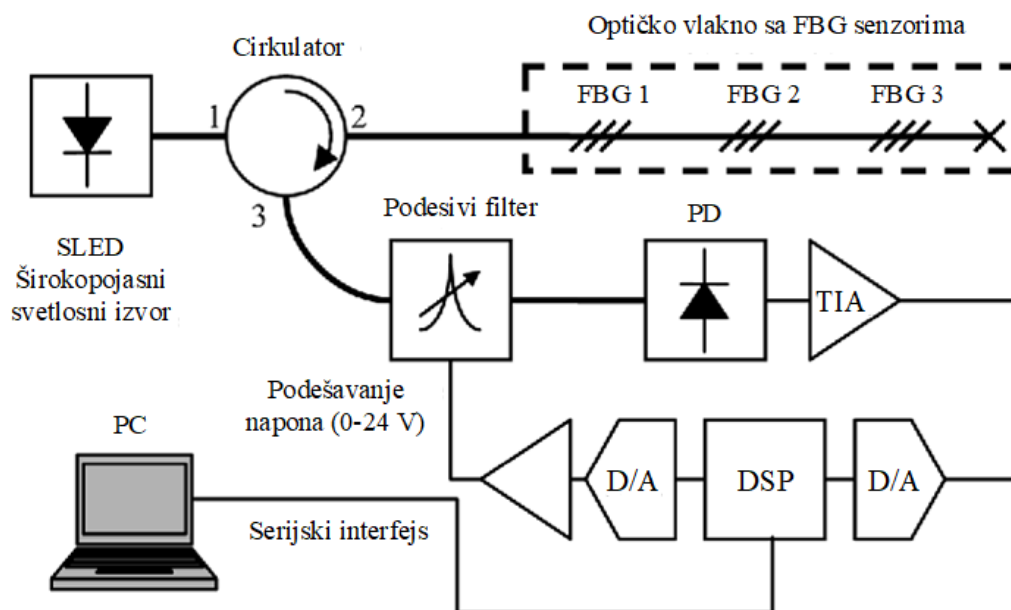 Optičko vlakno sa FBG senzorima
Cirkulator
FBG 1
FBG 2
FBG 3
1
2
3
SLED
Širokopojasni
svetlosni izvor
Podesivi filter
PD
TIA
Podešavanje
napona (0-24 V)
PC
D/A
DSP
D/A
Serijski interfejs